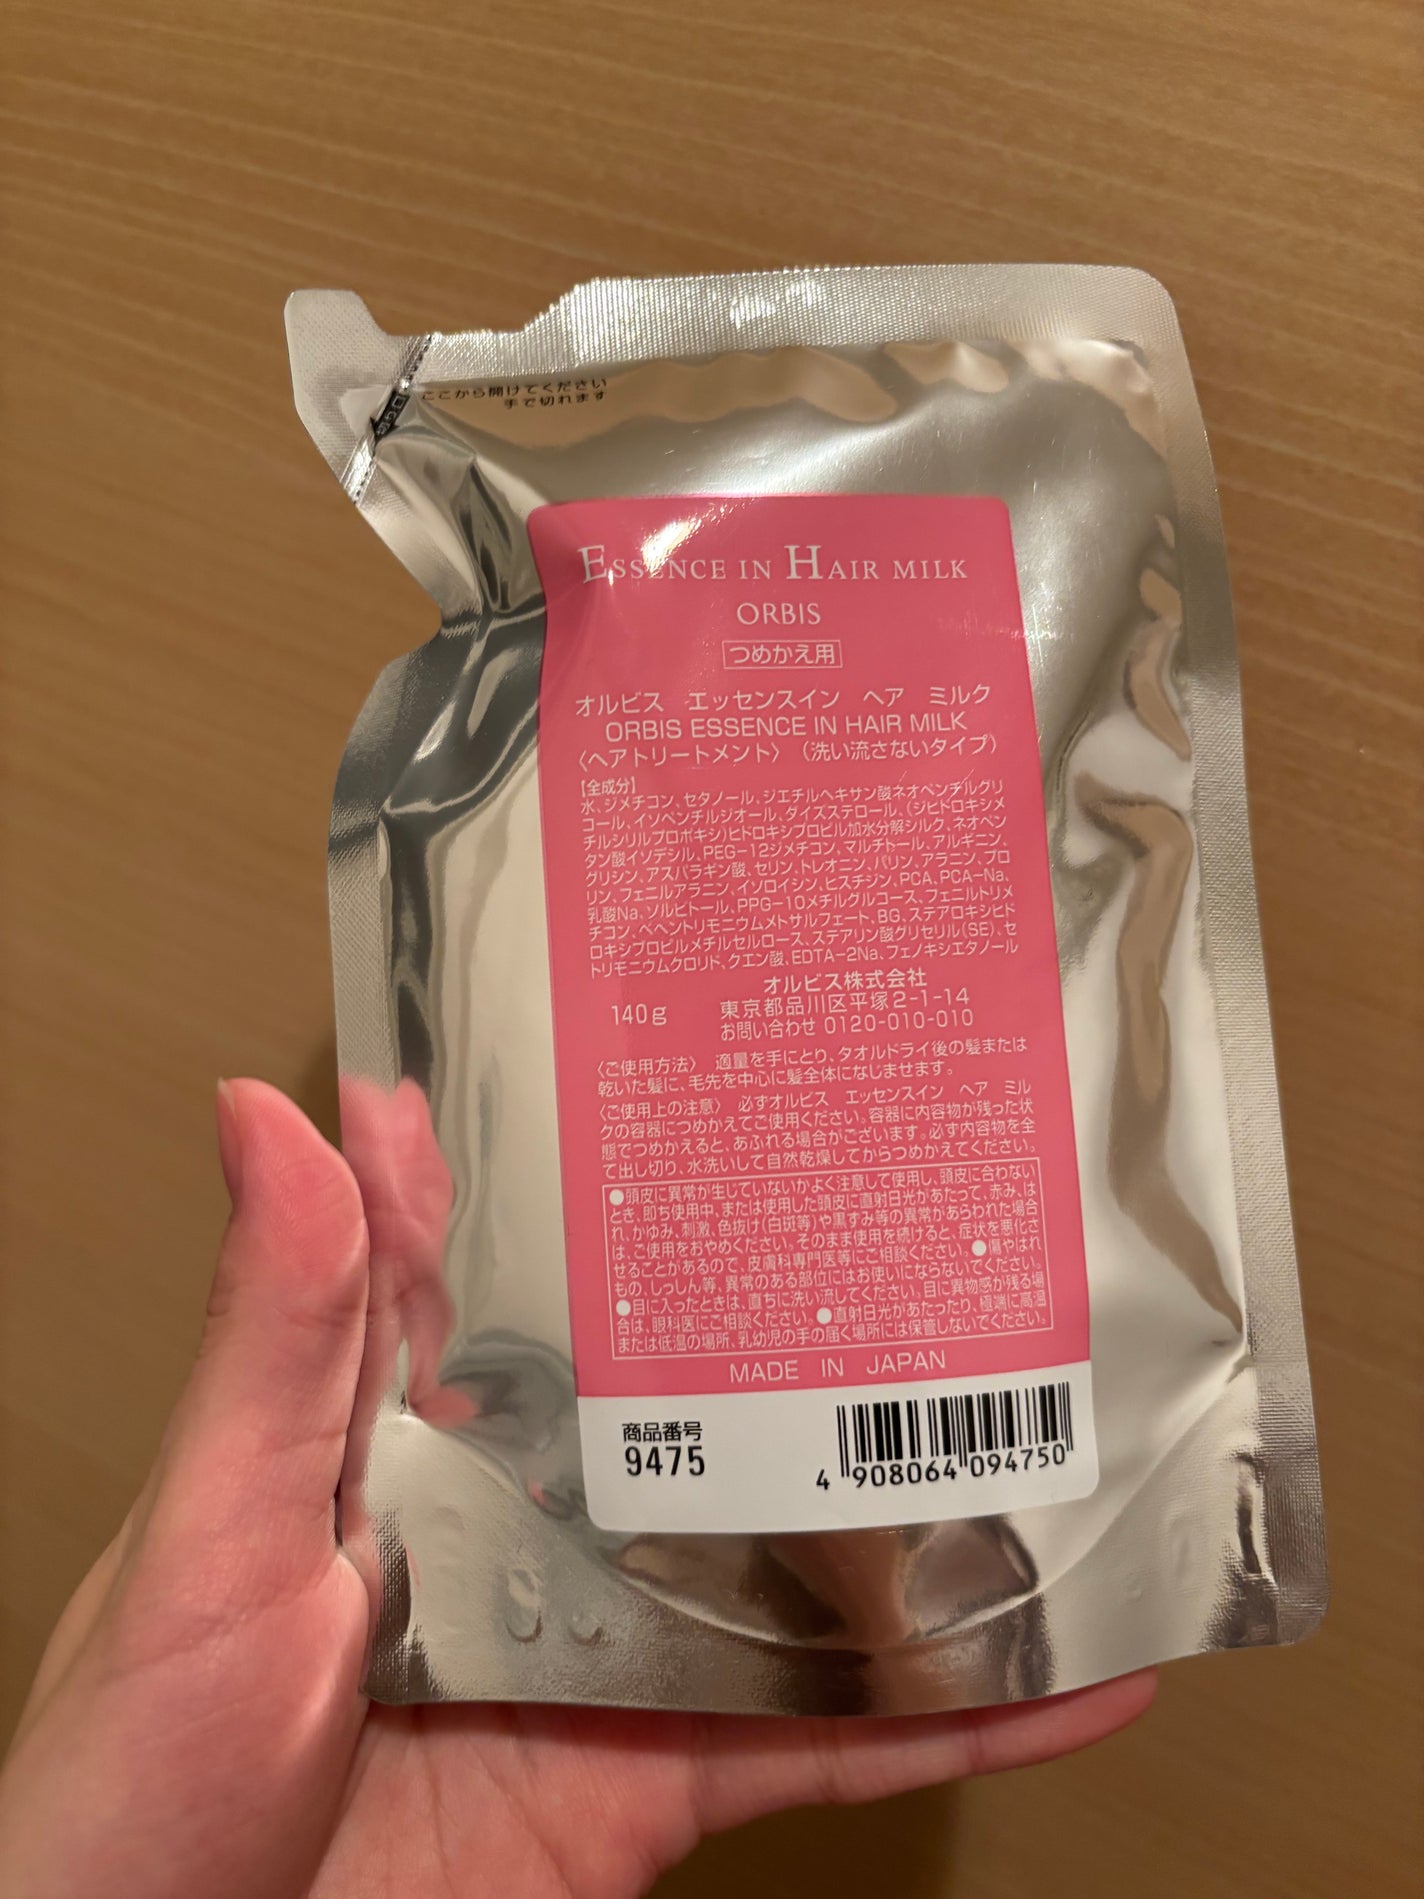 ここから開けてください
手で切れます
ESSENCE IN HAIR MILK
ORBIS
つめかえ用
オルビス エッセンスイン ヘア ミルク
ORBIS ESSENCE IN HAIR MILK
〈ヘアトリートメント〉（洗い流さないタイプ）
【全成分】
水、ジメチコン、セタノール、ジエチルヘキサン酸ネオペンチルグリ
コール、イソペンチルジオール、ダイズステロール、（ジヒドロキシメ
チルシリルプロポキシ）ヒドロキシプロピル加水分解シルク、ネオペン
タン酸イソデシル、PEG-12ジメチコン、マルチトール、アルギニン、
グリシン、アスパラギン酸、セリン、トレオニン、バリン、アラニン、プロ
リン、フェニルアラニン、イソロイシン、ヒスチジン、PCA、PCA-Na、
乳酸Na、ソルビトール、PPG-10メチルグルコース、フェニルトリメ
チコン、ベヘントリモニウムメトサルフェート、BG、ステアロキシヒド
ロキシプロピルメチルセルロース、ステアリン酸グリセリル(SE)、セ
トリモニウムクロリド、クエン酸、EDTA-2Na、フェノキシエタノール
140g
オルビス株式会社
東京都品川区平塚2-1-14
お問い合わせ 0120-010-010
〈ご使用方法〉 適量を手にとり、タオルドライ後の髪または
乾いた髪に、毛先を中心に髪全体になじませます。
〈ご使用上の注意〉 必ずオルビス エッセンスイン ヘア ミル
クの容器につめかえてご使用ください。容器に内容物が残った状
態でつめかえると、あふれる場合がございます。必ず内容物を全
て出し切り、水洗いして自然乾燥してからつめかえてください。
●頭皮に異常が生じていないかよく注意して使用し、頭皮に合わない
とき、即ち使用中、または使用した頭皮に直射日光があたって、赤み、は
れ、かゆみ、刺激、色抜け（白斑等）や黒ずみ等の異常があらわれた場合
は、ご使用をおやめください。そのまま使用を続けると、症状を悪化さ
せることがあるので、皮膚科専門医等にご相談ください。●傷やはれ
もの、しっしん等、異常のある部位にはお使いにならないでください。
●目に入ったときは、直ちに洗い流してください。目に異物感が残る場
合は、眼科医にご相談ください。●直射日光があたったり、極端に高温
または低温の場所、乳幼児の手の届く場所には保管しないでください。
MADE IN JAPAN
商品番号
9475
4 908064 094750